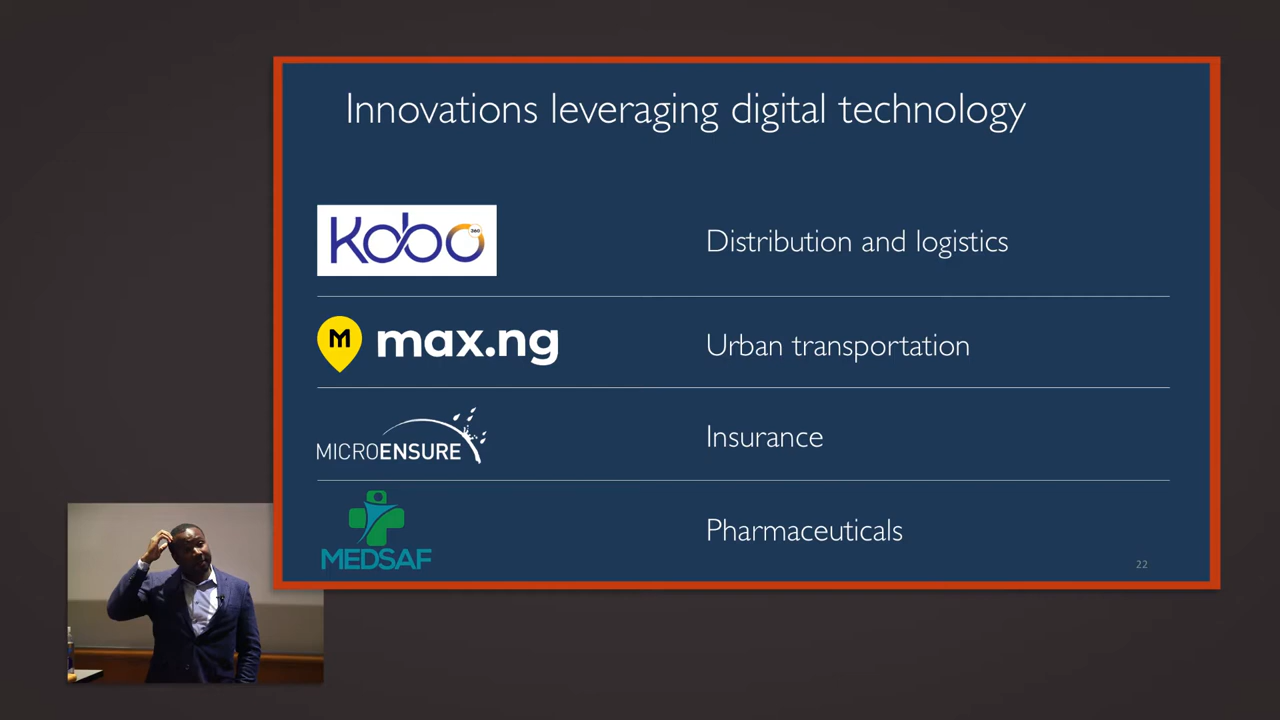 Innovations leveraging digital technology
Kobo 360
Distribution and logistics
M max.ng
Urban transportation
MICROENSURE
Insurance
MEDSAF
Pharmaceuticals
22